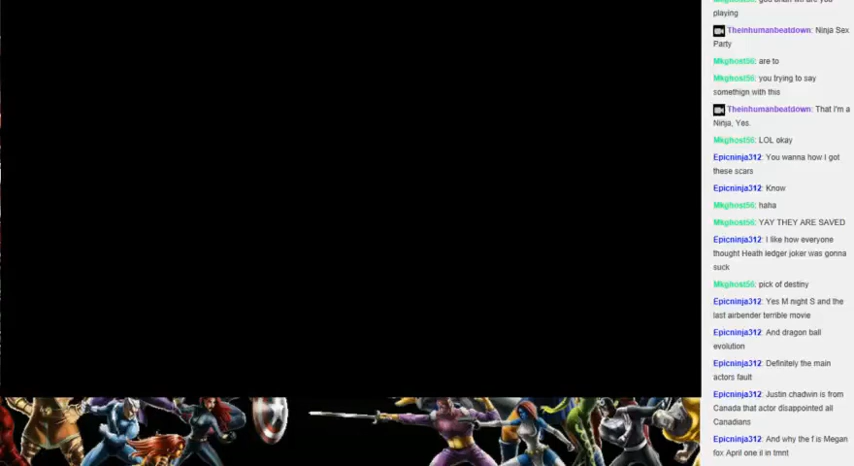 playing
Theinhumanbeatdown: Ninja Sex
Party
Mkghost56: are to
Mkghost56: you trying to say
somethign with this
Theinhumanbeatdown: That I'm a
Ninja, Yes.
Mkghost56: LOL okay
Epicninja312: You wanna how I got
these scars
Epicninja312: Know
Mkghost56: haha
Mkghost56: YAY THEY ARE SAVED
Epicninja312: I like how everyone
thought Heath ledger joker was gonna
suck
Mkghost56: pick of destiny
Epicninja312: Yes M night S and the
last airbender terrible movie
Epicninja312: And dragon ball
evolution
Epicninja312: Definitely the main
actors fault
Epicninja312: Justin chadwin is from
Canada that actor disappointed all
Canadians
Epicninja312: And why the f is Megan
fox April one il in tmnt